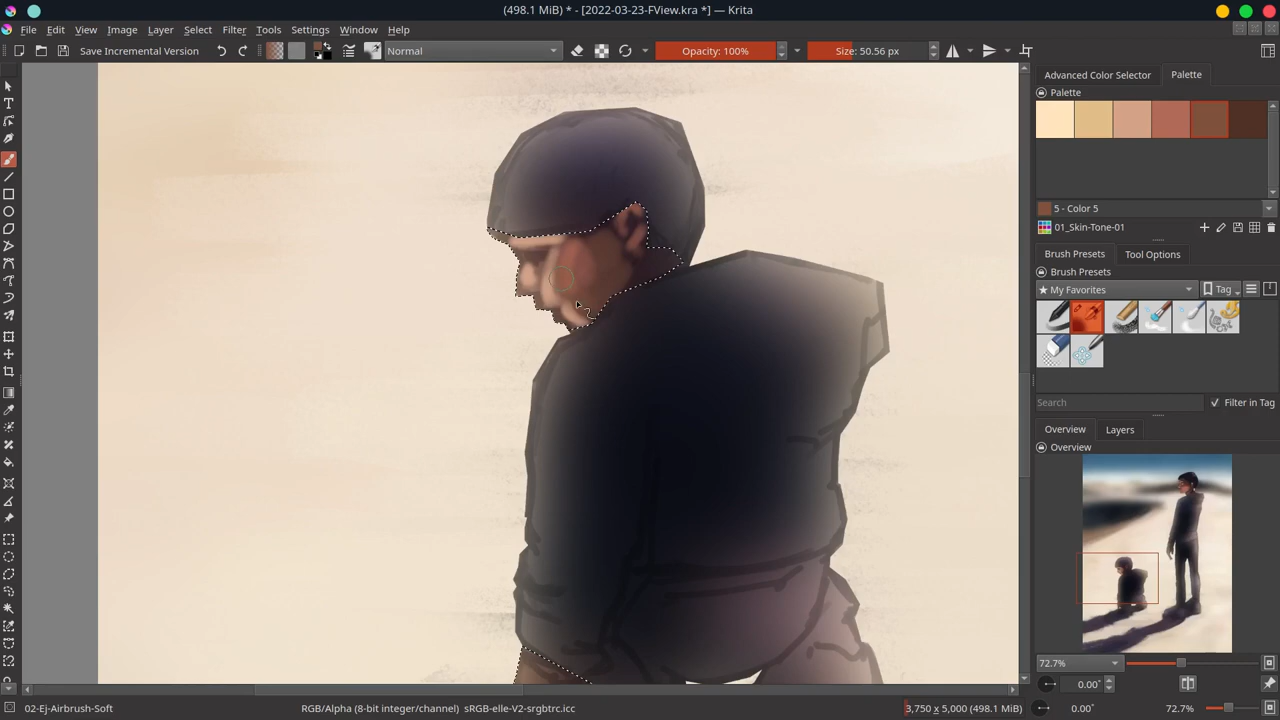 (498.1 MiB) * - [2022-03-23-FView.kra *] — Krita
File Edit View Image Layer Select Filter Tools Settings Window Help
Save Incremental Version Normal Opacity: 100% Size: 50.56 px
Advanced Color Selector Palette
Palette
5 - Color 5
01_Skin-Tone-01
Brush Presets Tool Options
Brush Presets
★ My Favorites Tag
Search Filter in Tag
Overview Layers
Overview
72.7%
0.00°
02-Ej-Airbrush-Soft RGB/Alpha (8-bit integer/channel) sRGB-elle-V2-srgbtrc.icc 3,750 x 5,000 (498.1 MiB) 0.00° 72.7%